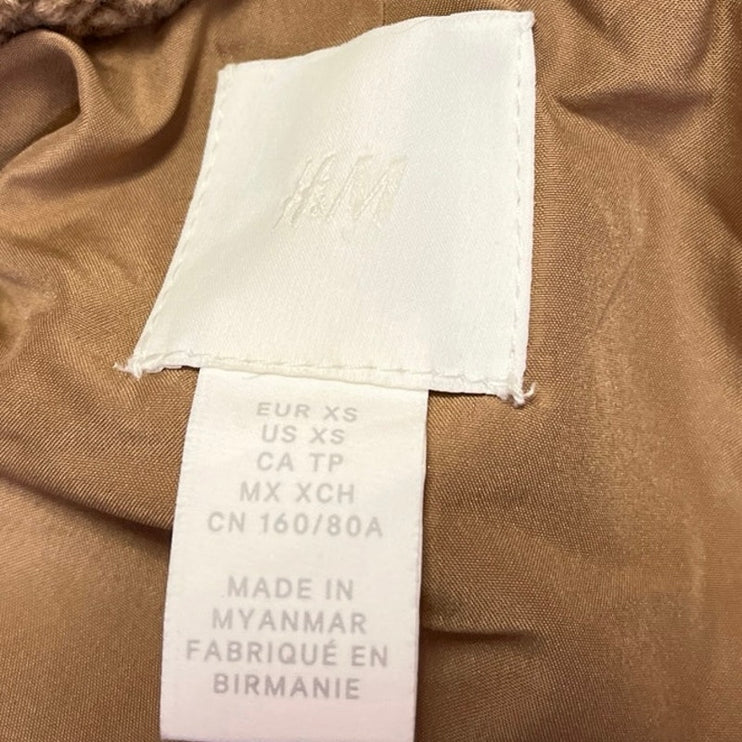 H&M
EUR XS
US XS
CA TP
MX XCH
CN 160/80A
MADE IN
MYANMAR
FABRIQUÉ EN
BIRMANIE